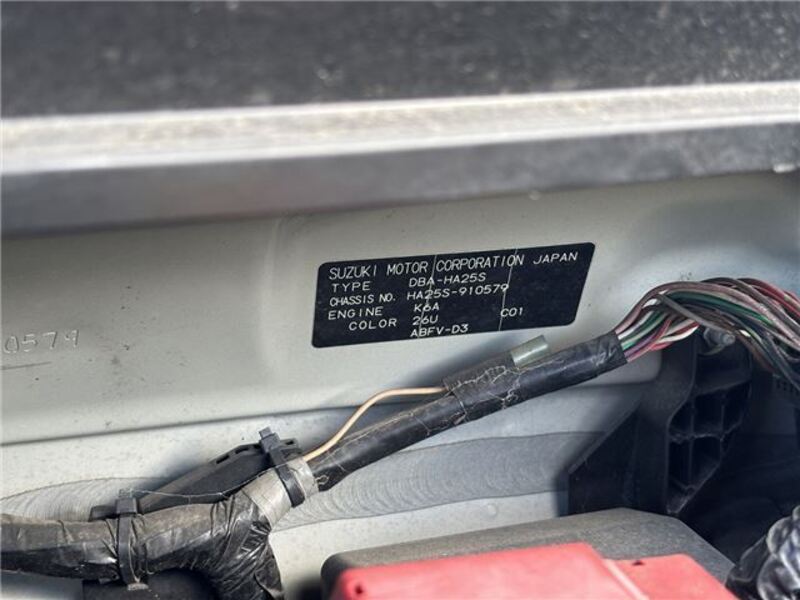 SUZUKI MOTOR CORPORATION JAPAN
TYPE DBA-HA25S
CHASSIS NO. HA25S-910579
ENGINE K6A
COLOR 26U C01
ABFV-D3
0579